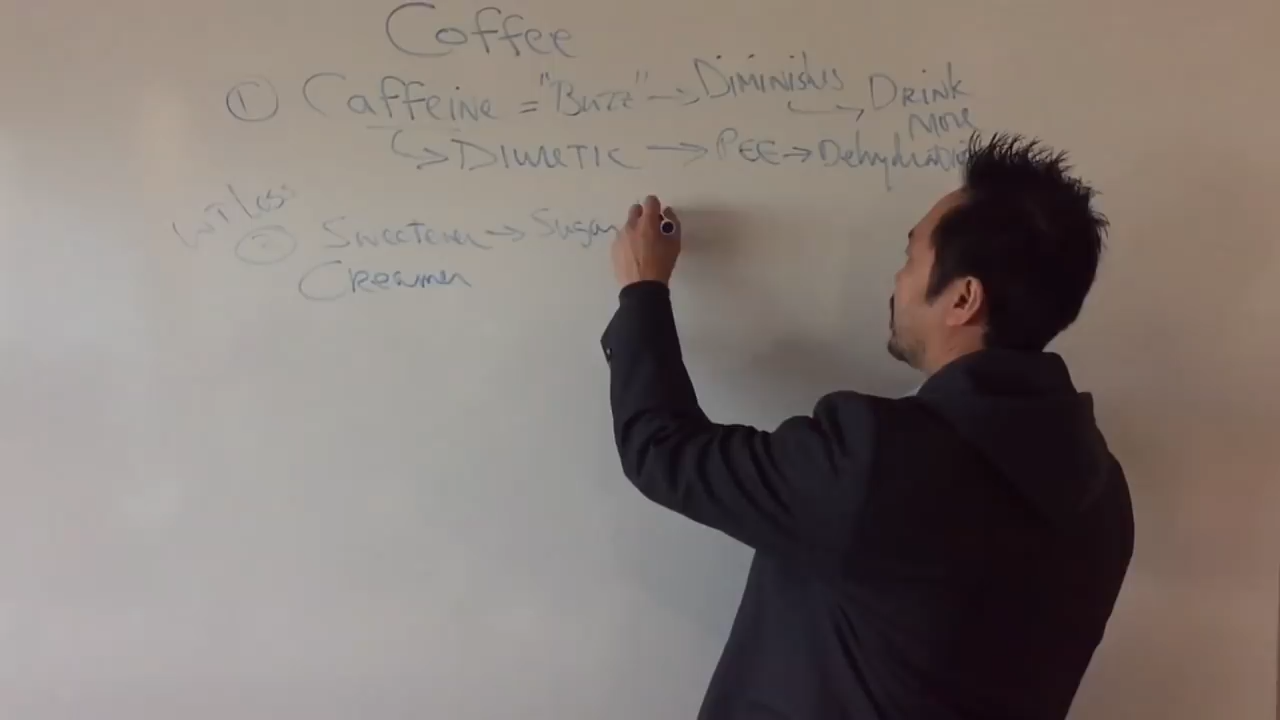 Coffee
① Caffeine = "Buzz" → Diminishes → Drink More
↳ Diuretic → PEE → Dehydration
WT Loss
② Sweetener → Sugar
Creamer